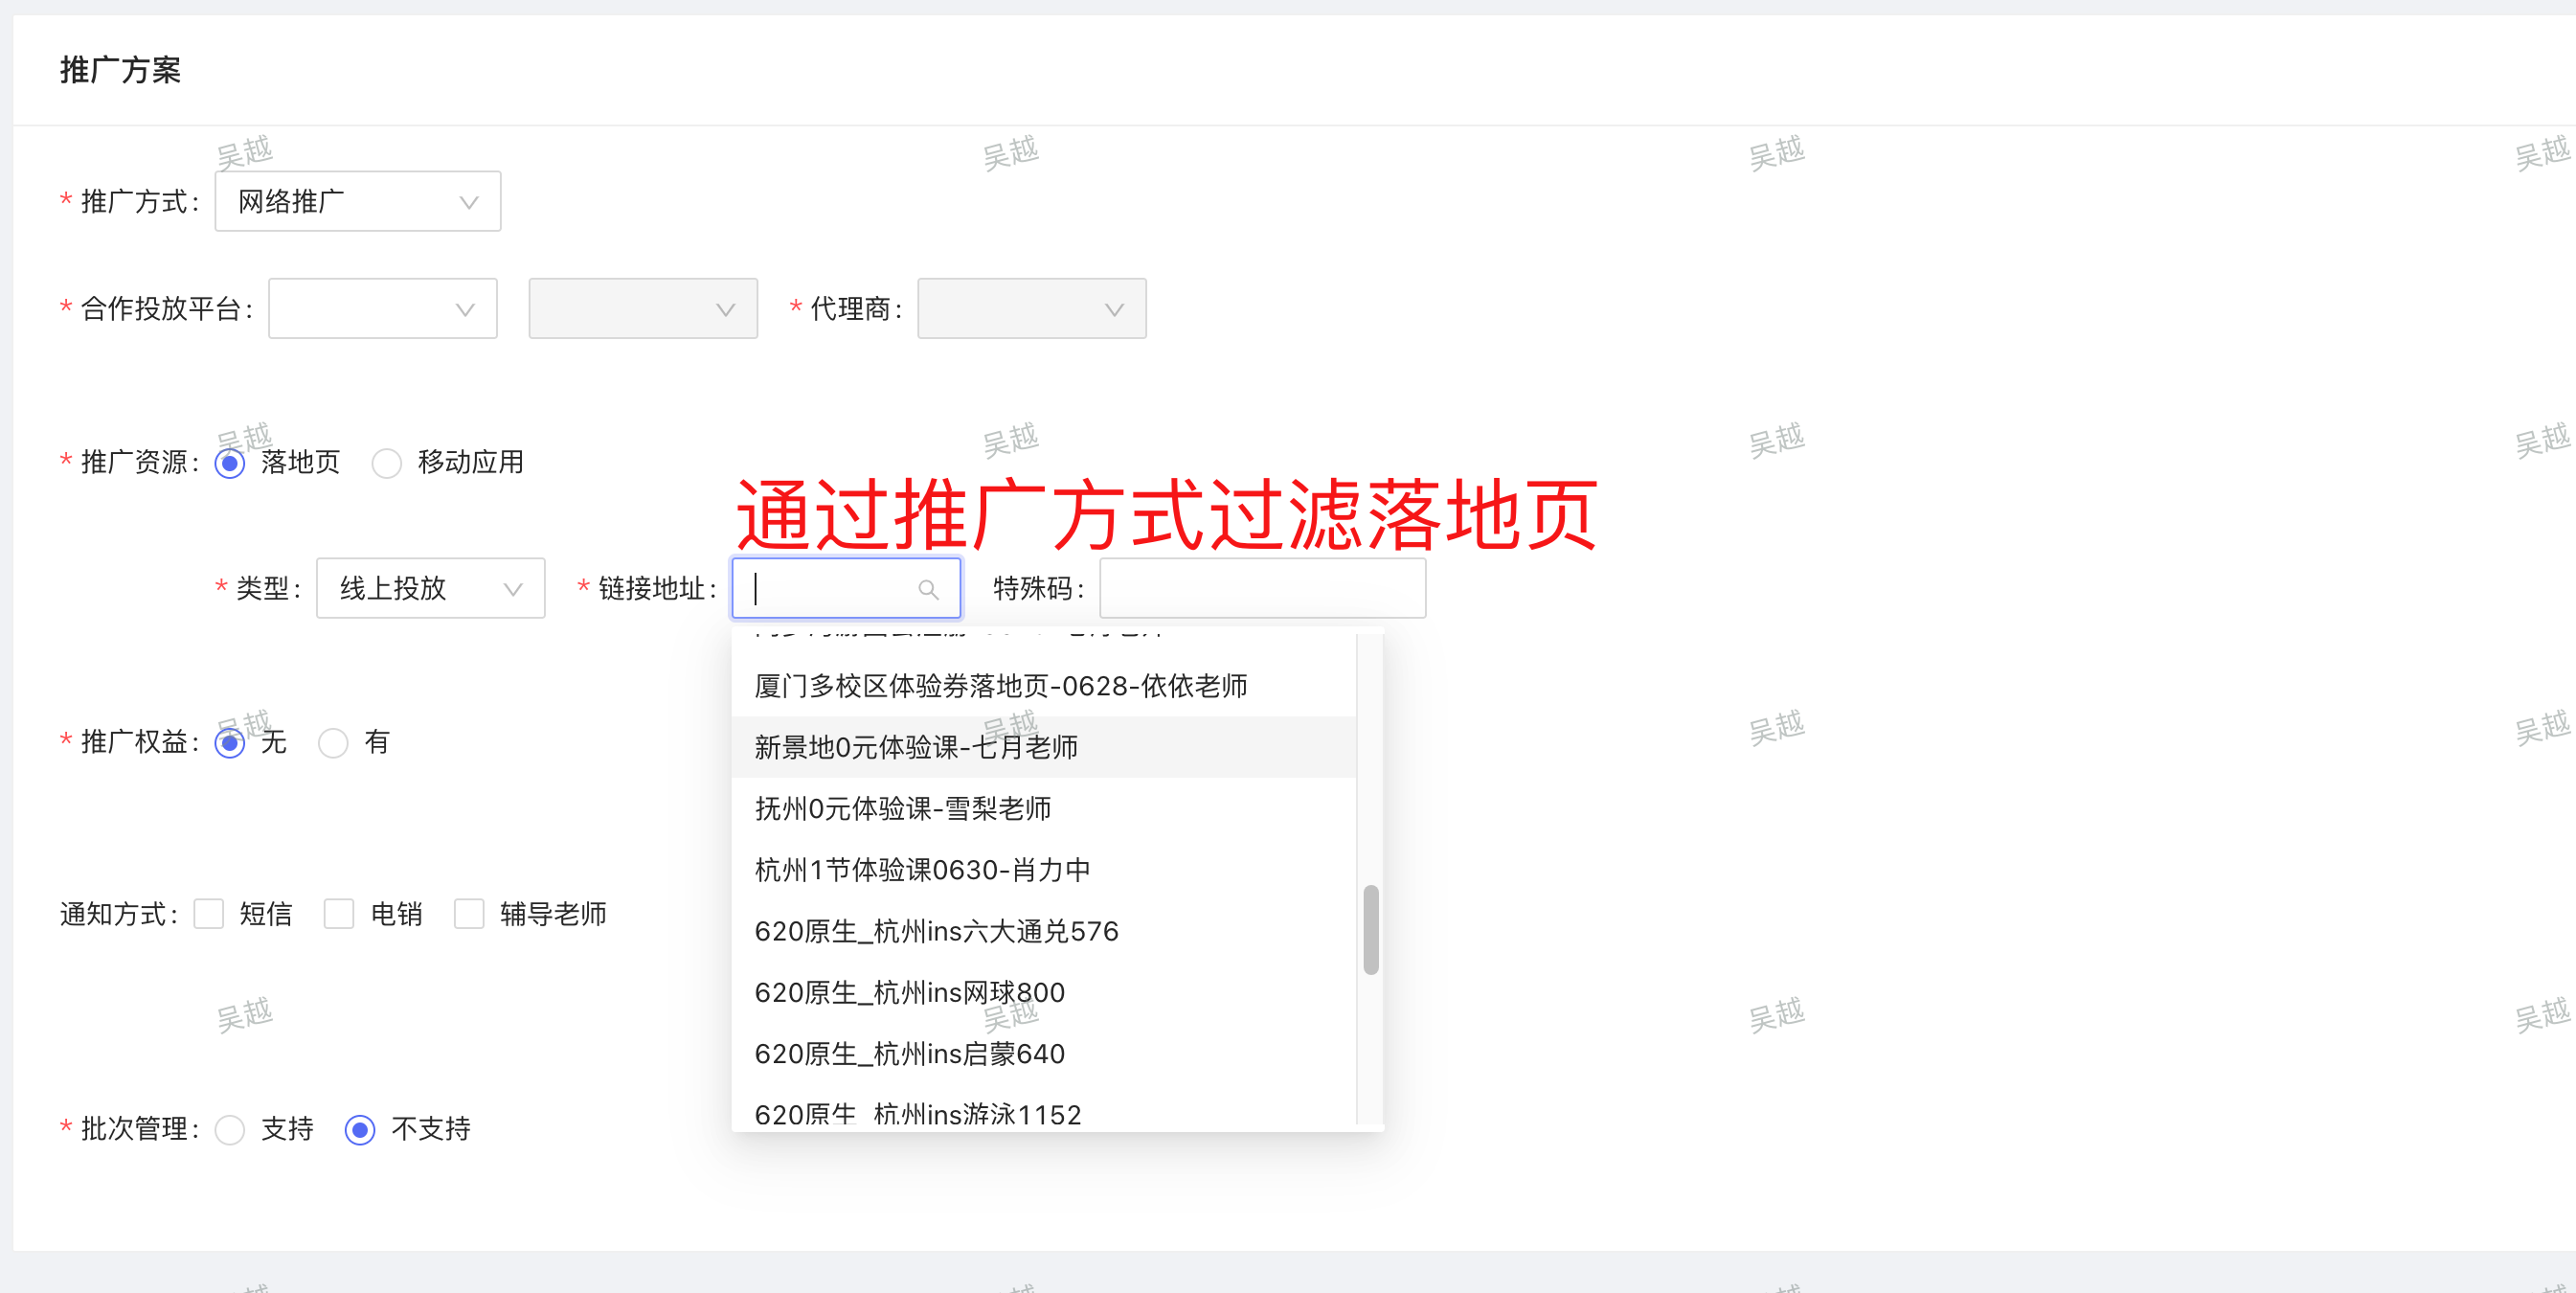 推广方案
吴越 吴越 吴越 吴越
* 推广方式: 网络推广
* 合作投放平台: * 代理商:
吴越 吴越 吴越 吴越
* 推广资源: 落地页 移动应用
通过推广方式过滤落地页
* 类型: 线上投放 * 链接地址: 特殊码:
厦门多校区体验券落地页-0628-依依老师
吴越 吴越 吴越 吴越
* 推广权益: 无 有
新景地0元体验课-七月老师
抚州0元体验课-雪梨老师
杭州1节体验课0630-肖力中
通知方式: 短信 电销 辅导老师
620原生_杭州ins六大通兑576
620原生_杭州ins网球800
吴越 吴越 吴越 吴越
620原生_杭州ins启蒙640
620原生_杭州ins游泳1152
* 批次管理: 支持 不支持